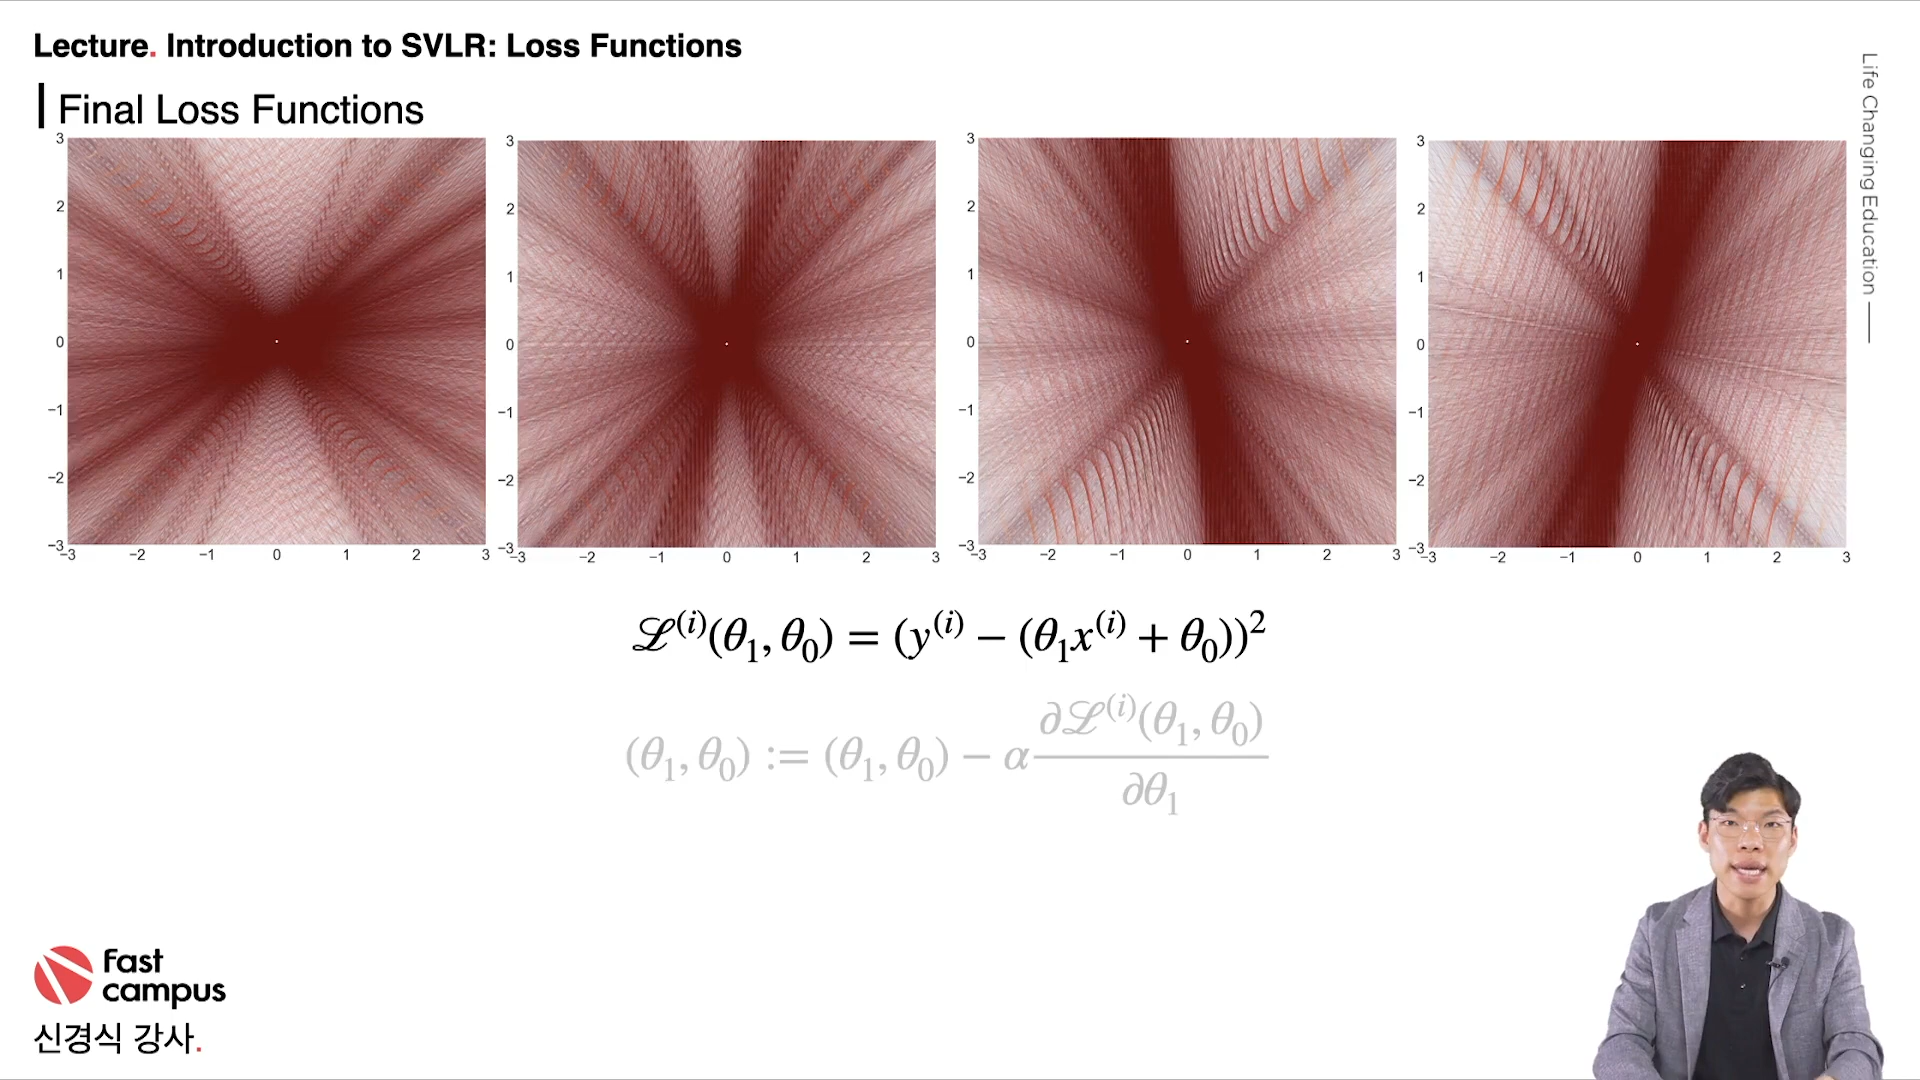 Lecture. Introduction to SVLR: Loss Functions
Final Loss Functions
3 2 1 0 −1 −2 −3
−3 −2 −1 0 1 2 3
3 2 1 0 −1 −2 −3
−3 −2 −1 0 1 2 3
3 2 1 0 −1 −2 −3
−3 −2 −1 0 1 2 3
3 2 1 0 −1 −2 −3
−3 −2 −1 0 1 2 3
Life Changing Education
ℒ⁽ⁱ⁾(θ₁, θ₀) = (y⁽ⁱ⁾ − (θ₁x⁽ⁱ⁾ + θ₀))²
(θ₁, θ₀) := (θ₁, θ₀) − α ∂ℒ⁽ⁱ⁾(θ₁, θ₀) / ∂θ₁
fast
campus
신경식 강사.